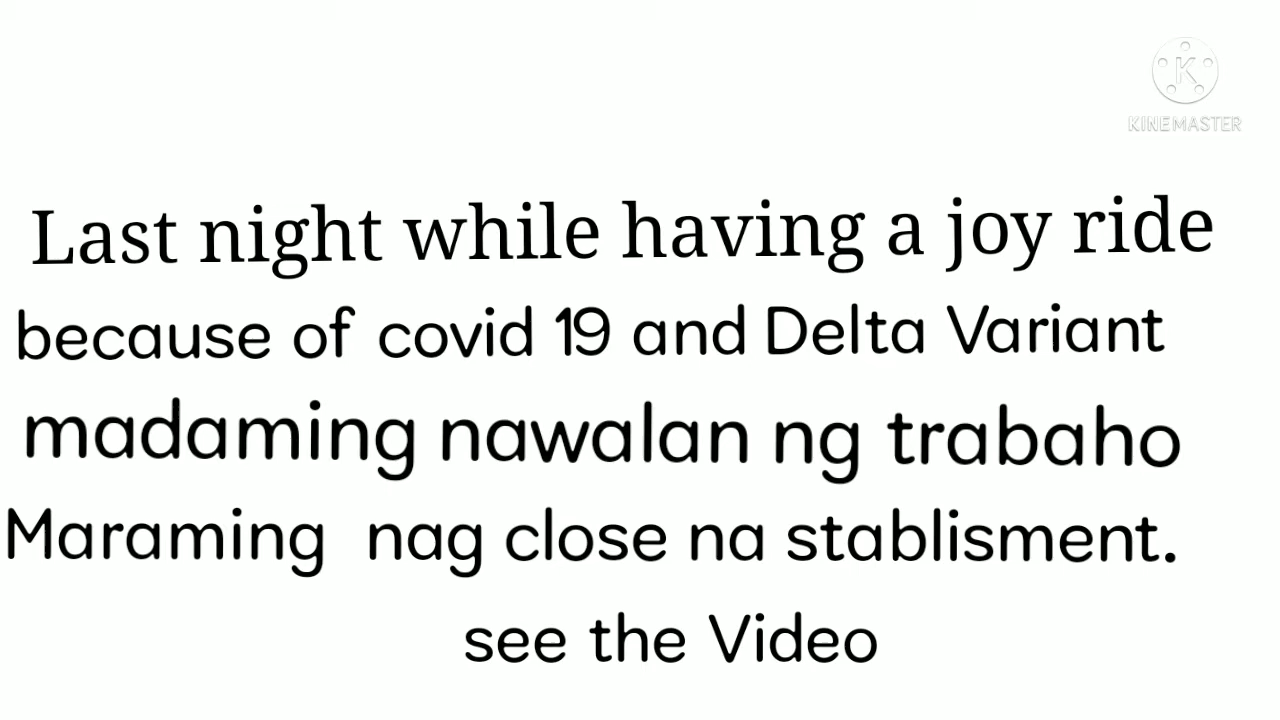 KINEMASTER
Last night while having a joy ride
because of covid 19 and Delta Variant
madaming nawalan ng trabaho
Maraming nag close na stablisment.
see the Video